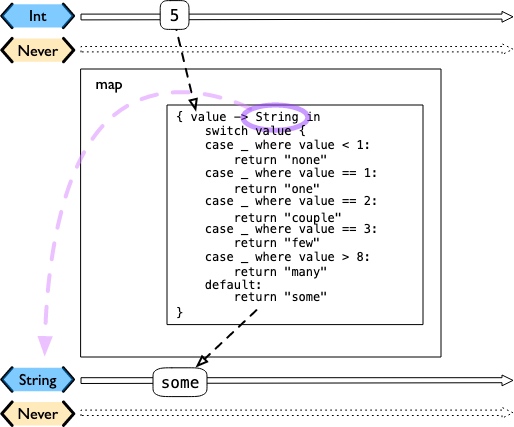 Int
5
Never
map
{ value -> String in
switch value {
case _ where value < 1:
return "none"
case _ where value == 1:
return "one"
case _ where value == 2:
return "couple"
case _ where value == 3:
return "few"
case _ where value > 8:
return "many"
default:
return "some"
}
String
some
Never